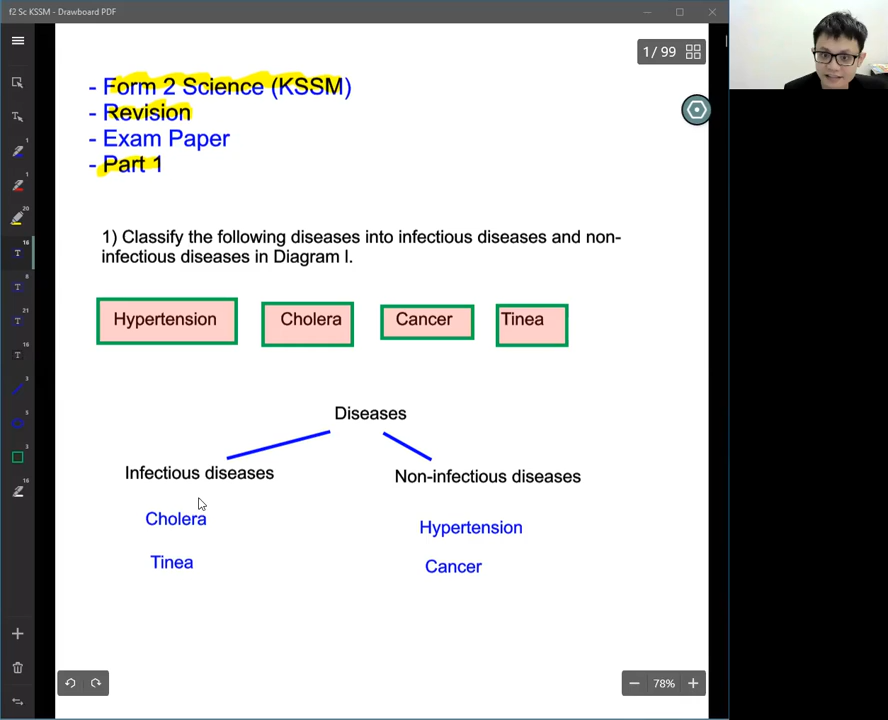 f2 Sc KSSM - Drawboard PDF
1 / 99
- Form 2 Science (KSSM)
- Revision
- Exam Paper
- Part 1
1) Classify the following diseases into infectious diseases and non-
infectious diseases in Diagram l.
Hypertension Cholera Cancer Tinea
Diseases
Infectious diseases Non-infectious diseases
Cholera Hypertension
Tinea Cancer
78%